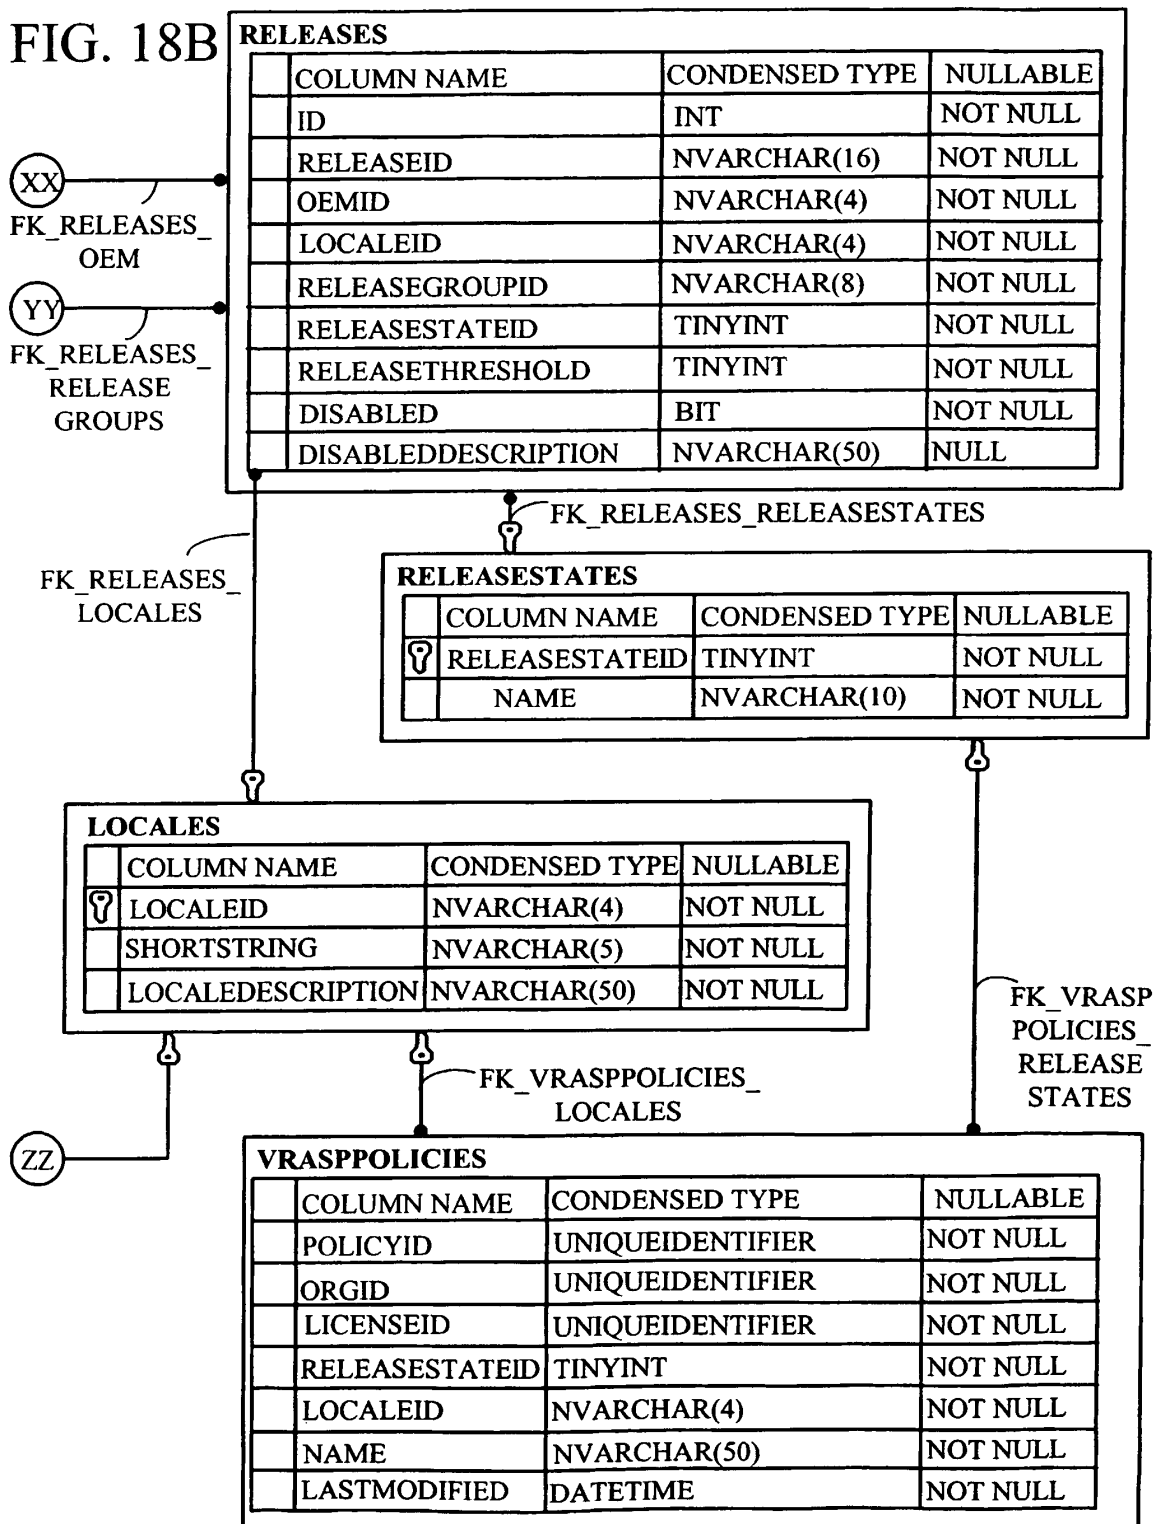 FIG. 18B
RELEASES
COLUMN NAME CONDENSED TYPE NULLABLE
ID INT NOT NULL
RELEASEID NVARCHAR(16) NOT NULL
OEMID NVARCHAR(4) NOT NULL
LOCALEID NVARCHAR(4) NOT NULL
RELEASEGROUPID NVARCHAR(8) NOT NULL
RELEASESTATEID TINYINT NOT NULL
RELEASETHRESHOLD TINYINT NOT NULL
DISABLED BIT NOT NULL
DISABLEDDESCRIPTION NVARCHAR(50) NULL
XX
FK_RELEASES_
OEM
YY
FK_RELEASES_
RELEASE
GROUPS
FK_RELEASES_RELEASESTATES
FK_RELEASES_
LOCALES
RELEASESTATES
COLUMN NAME CONDENSED TYPE NULLABLE
RELEASESTATEID TINYINT NOT NULL
NAME NVARCHAR(10) NOT NULL
LOCALES
COLUMN NAME CONDENSED TYPE NULLABLE
LOCALEID NVARCHAR(4) NOT NULL
SHORTSTRING NVARCHAR(5) NOT NULL
LOCALEDESCRIPTION NVARCHAR(50) NOT NULL
FK_VRASP
POLICIES_
RELEASE
STATES
FK_VRASPPOLICIES_
LOCALES
ZZ
VRASPPOLICIES
COLUMN NAME CONDENSED TYPE NULLABLE
POLICYID UNIQUEIDENTIFIER NOT NULL
ORGID UNIQUEIDENTIFIER NOT NULL
LICENSEID UNIQUEIDENTIFIER NOT NULL
RELEASESTATEID TINYINT NOT NULL
LOCALEID NVARCHAR(4) NOT NULL
NAME NVARCHAR(50) NOT NULL
LASTMODIFIED DATETIME NOT NULL